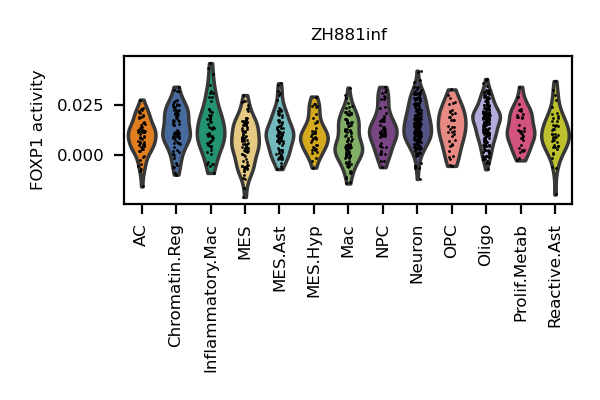 ZH881inf
FOXP1 activity
0.025
0.000
AC
Chromatin.Reg
Inflammatory.Mac
MES
MES.Ast
MES.Hyp
Mac
NPC
Neuron
OPC
Oligo
Prolif.Metab
Reactive.Ast